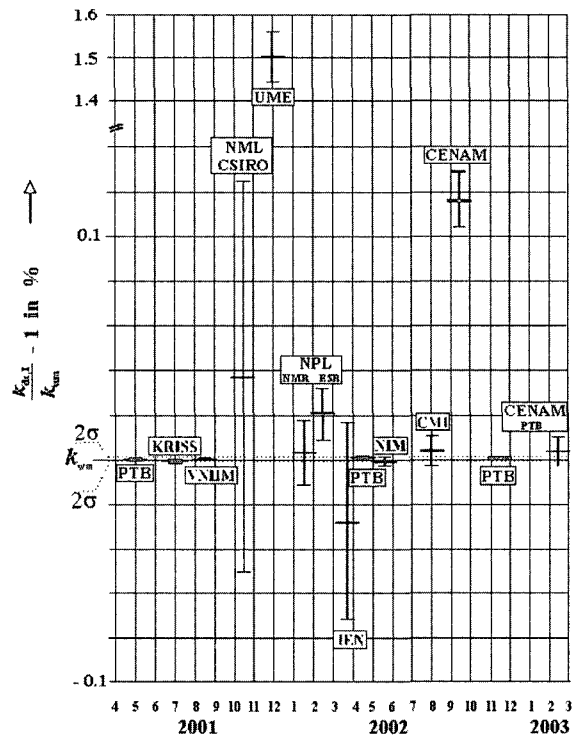 1.6
1.5
1.4
UME
NML
CSIRO
CENAM
0.1
k dc,I / k wm - 1 in %
NPL
NMR ESR
2σ
KRISS
NIM
CMI
CENAM
PTB
k wm
PTB
VNIIM
PTB
PTB
2σ
IEN
- 0.1
4 5 6 7 8 9 10 11 12 1 2 3 4 5 6 7 8 9 10 11 12 1 2 3
2001 2002 2003